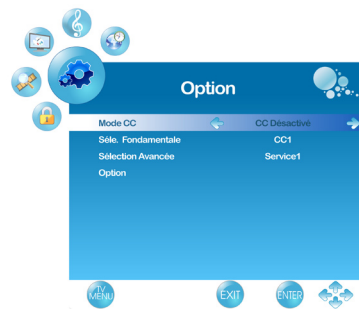 Option
Mode CC CC Désactivé
Séle. Fondamentale CC1
Sélection Avancée Service1
Option
TV MENU EXIT ENTER